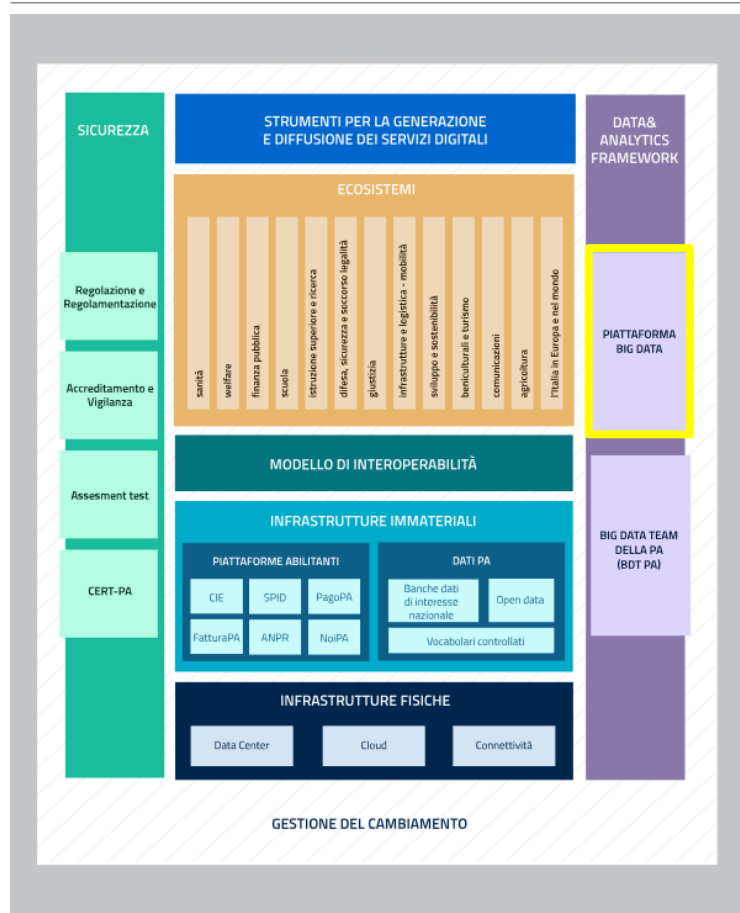 SICUREZZA
Regolazione e
Regolamentazione
Accreditamento e
Vigilanza
Assesment test
CERT-PA
STRUMENTI PER LA GENERAZIONE
E DIFFUSIONE DEI SERVIZI DIGITALI
ECOSISTEMI
sanità
welfare
finanza pubblica
scuola
istruzione superiore e ricerca
difesa, sicurezza e soccorso legalità
giustizia
infrastrutture e logistica - mobilità
sviluppo e sostenibilità
beniculturali e turismo
comunicazioni
agricoltura
l'Italia in Europa e nel mondo
MODELLO DI INTEROPERABILITÀ
INFRASTRUTTURE IMMATERIALI
PIATTAFORME ABILITANTI
CIE
SPID
PagoPA
FatturaPA
ANPR
NoiPA
DATI PA
Banche dati
di interesse
nazionale
Open data
Vocabolari controllati
INFRASTRUTTURE FISICHE
Data Center
Cloud
Connettività
DATA&
ANALYTICS
FRAMEWORK
PIATTAFORMA
BIG DATA
BIG DATA TEAM
DELLA PA
(BDT PA)
GESTIONE DEL CAMBIAMENTO